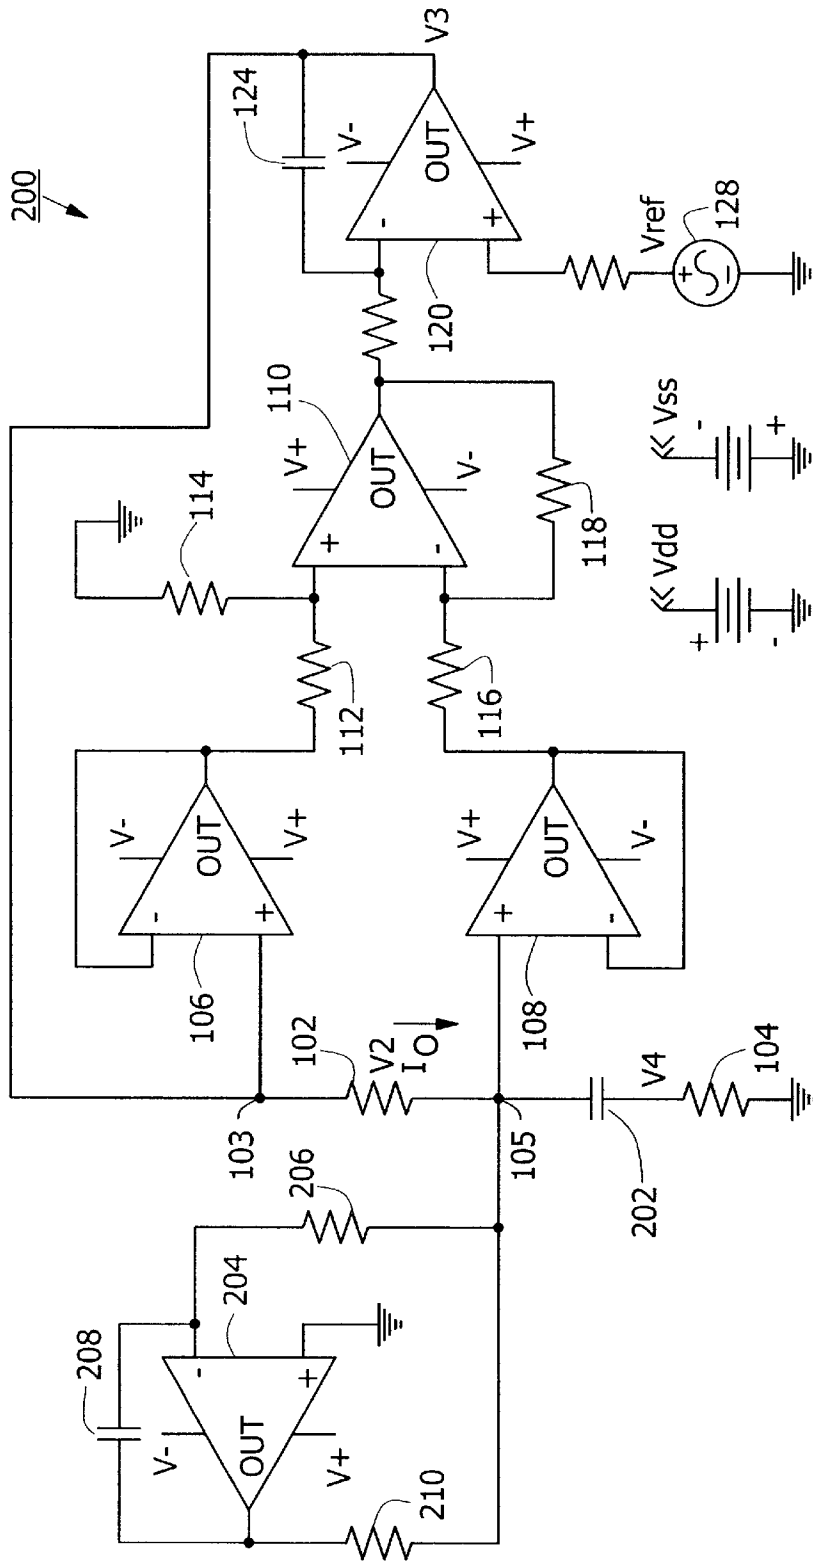 200
V3
124
V-
OUT
V+
-
+
120
Vref
128
+
-
110
V+
OUT
V-
+
-
114
118
112
116
Vss
-
+
Vdd
+
-
V-
OUT
V+
-
+
106
V+
OUT
V-
+
-
108
102
V2
IO
103
105
V4
104
202
206
204
208
V-
OUT
V+
-
+
210